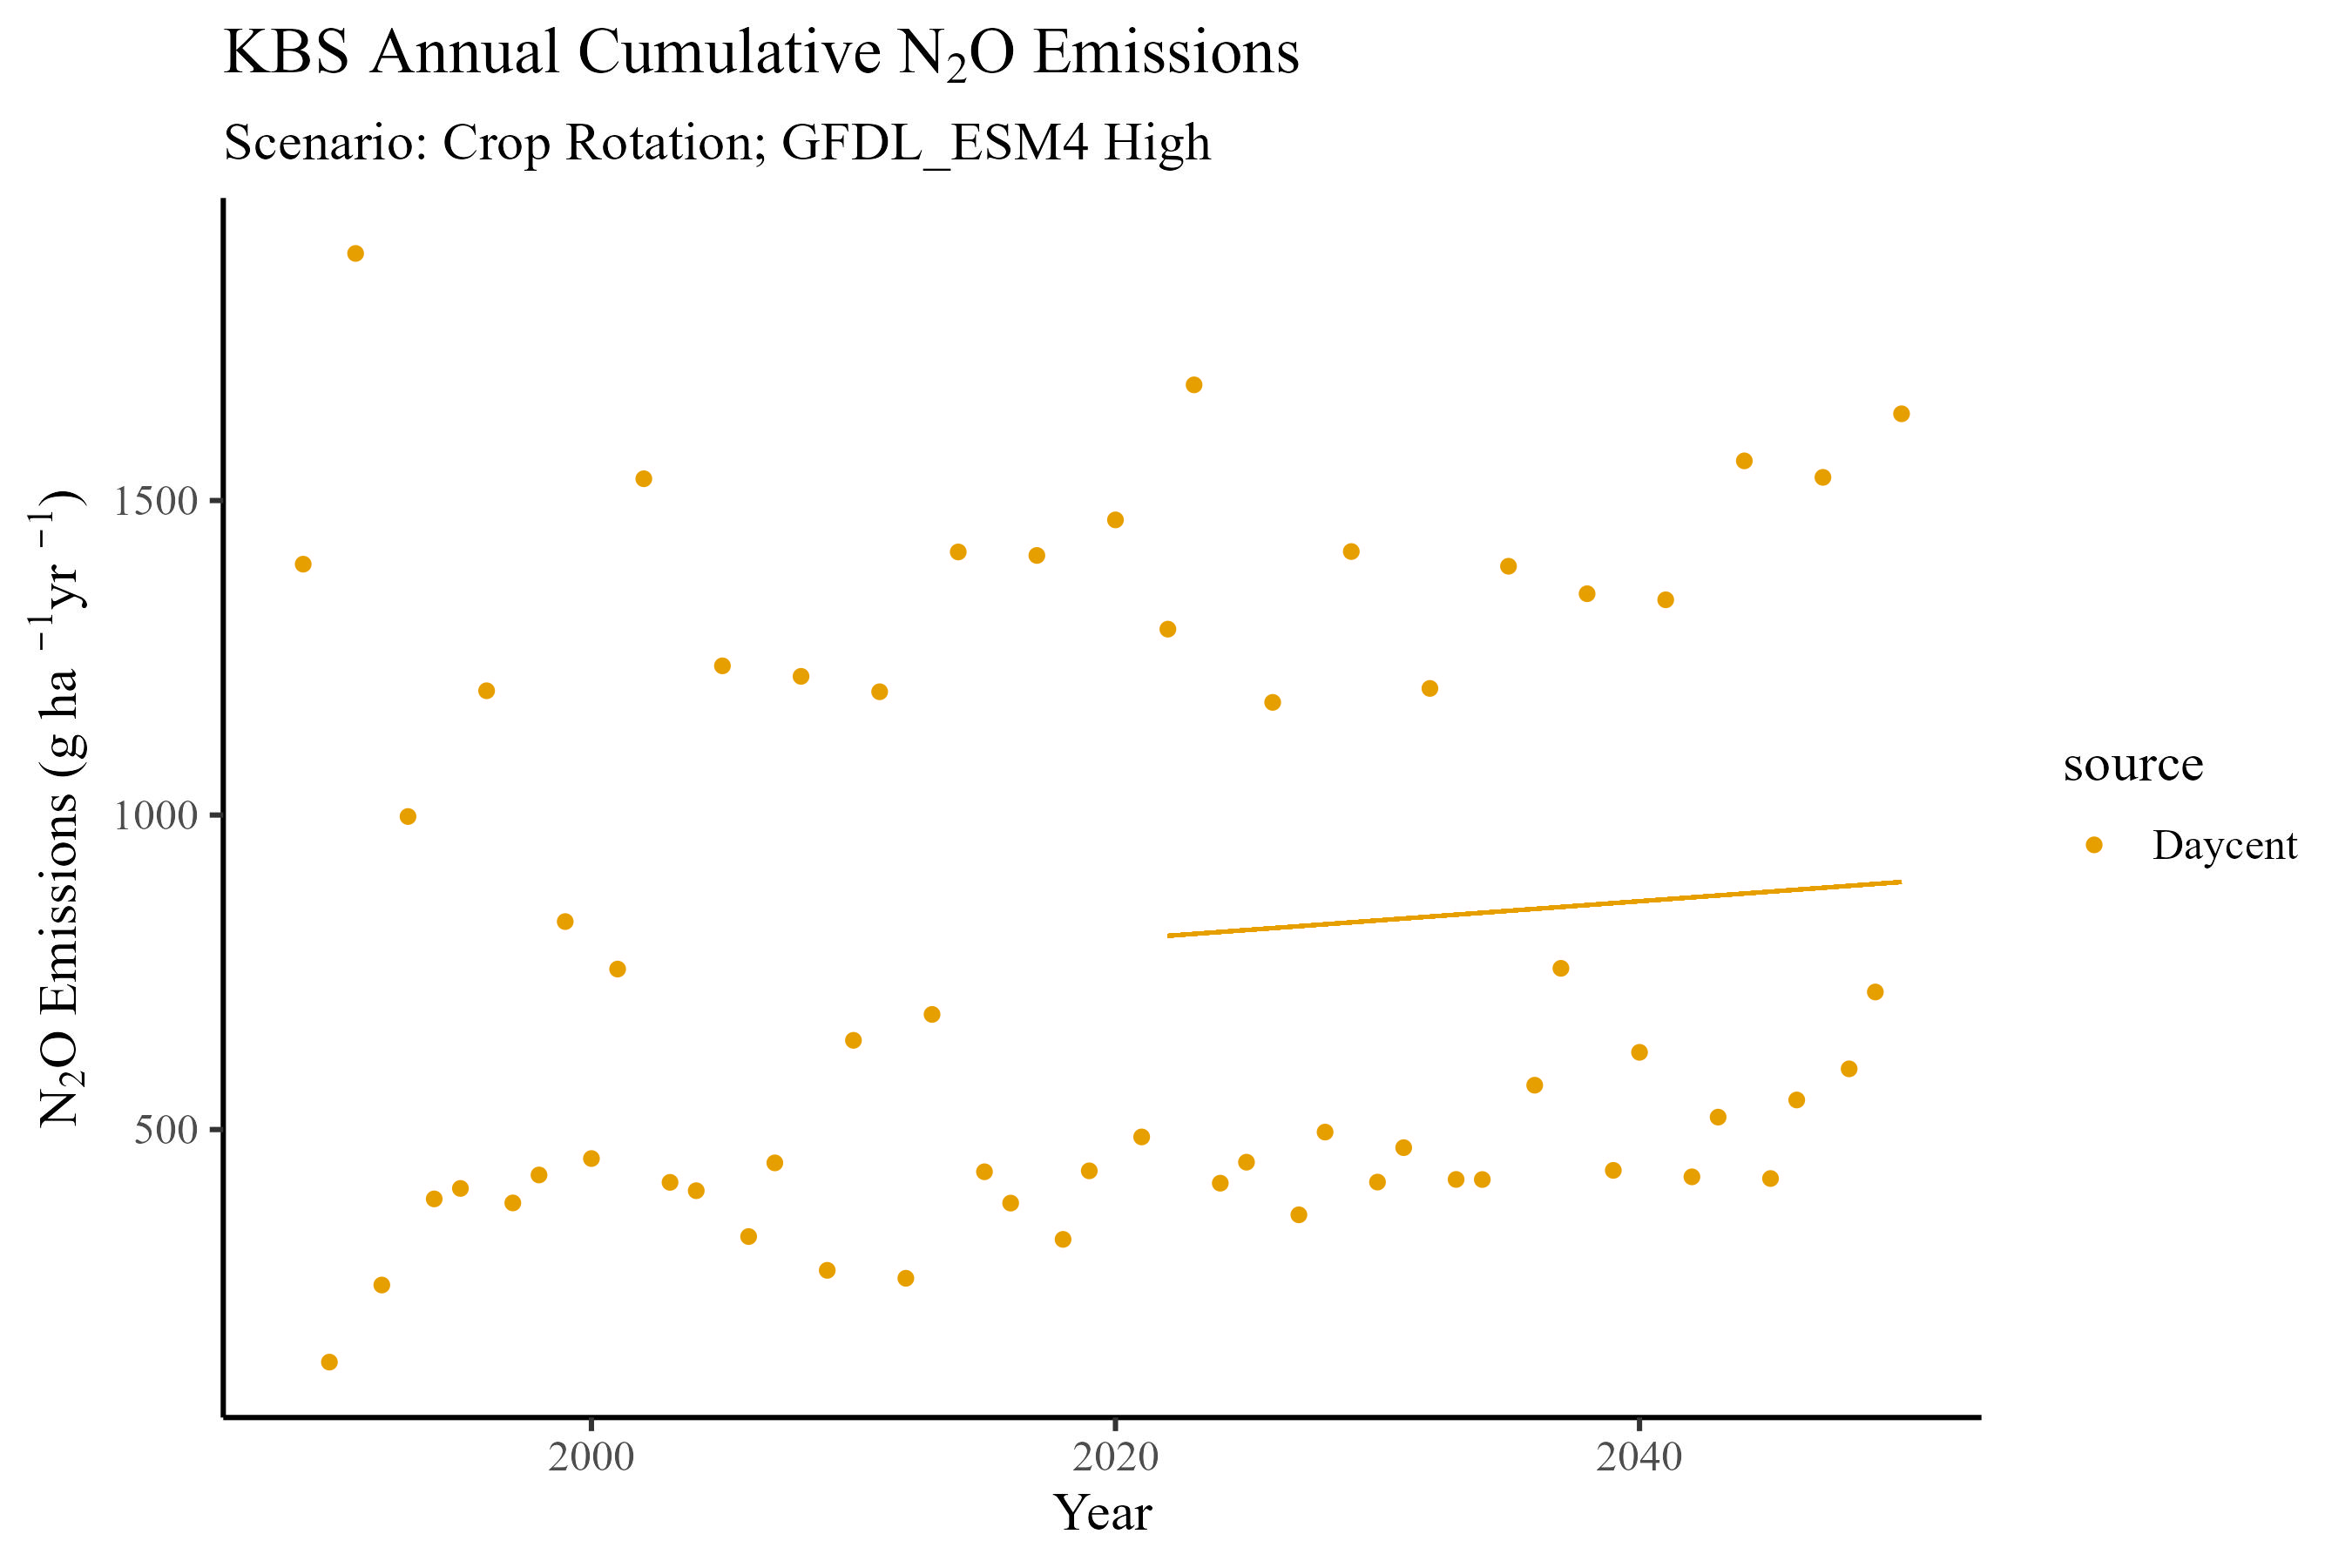 KBS Annual Cumulative N₂O Emissions
Scenario: Crop Rotation; GFDL_ESM4 High
N₂O Emissions (g ha ⁻¹yr ⁻¹)
1500
1000
500
2000 2020 2040
Year
source
Daycent